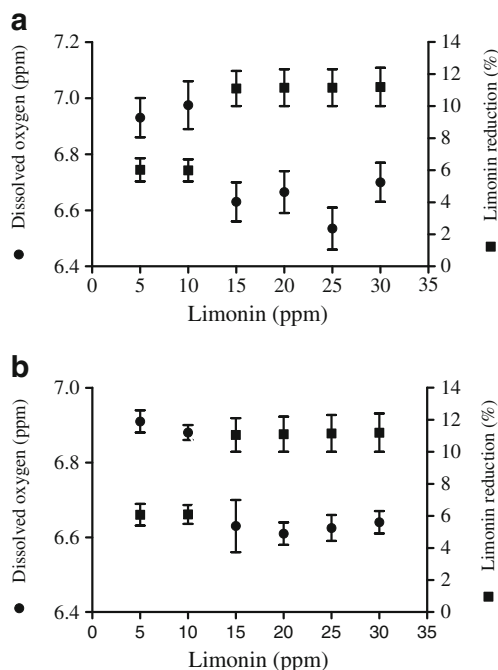 a
7.2
7.0
6.8
6.6
6.4
● Dissolved oxygen (ppm)
14
12
10
8
6
4
2
0
■ Limonin reduction (%)
0 5 10 15 20 25 30 35
Limonin (ppm)
b
7.0
6.8
6.6
6.4
● Dissolved oxygen (ppm)
14
12
10
8
6
4
2
0
■ Limonin reduction (%)
0 5 10 15 20 25 30 35
Limonin (ppm)